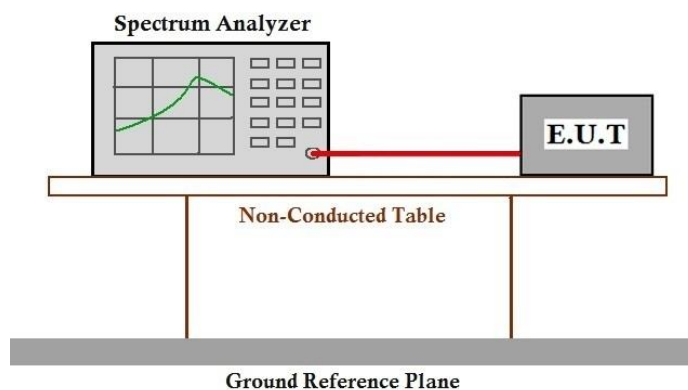 Spectrum Analyzer
E.U.T
Non-Conducted Table
Ground Reference Plane